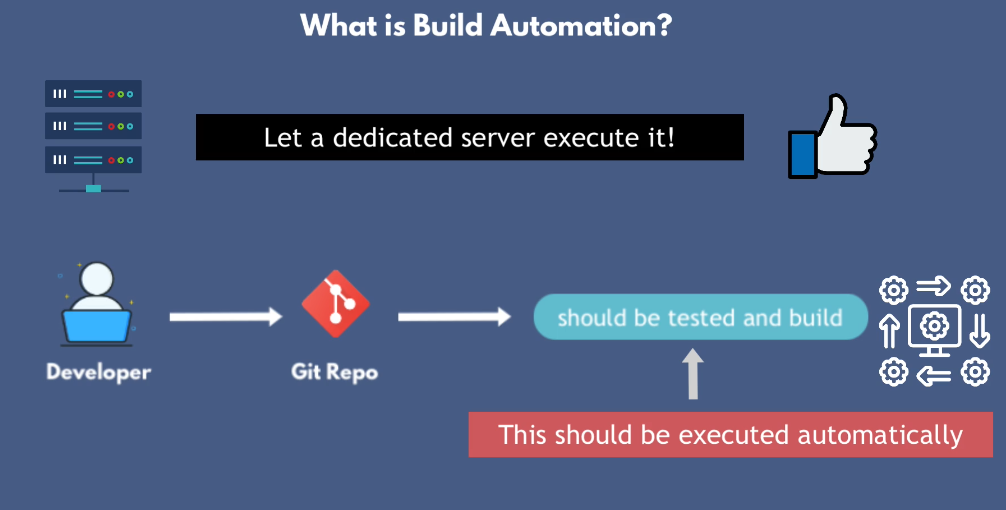 What is Build Automation?
Let a dedicated server execute it!
should be tested and build
Developer
Git Repo
This should be executed automatically